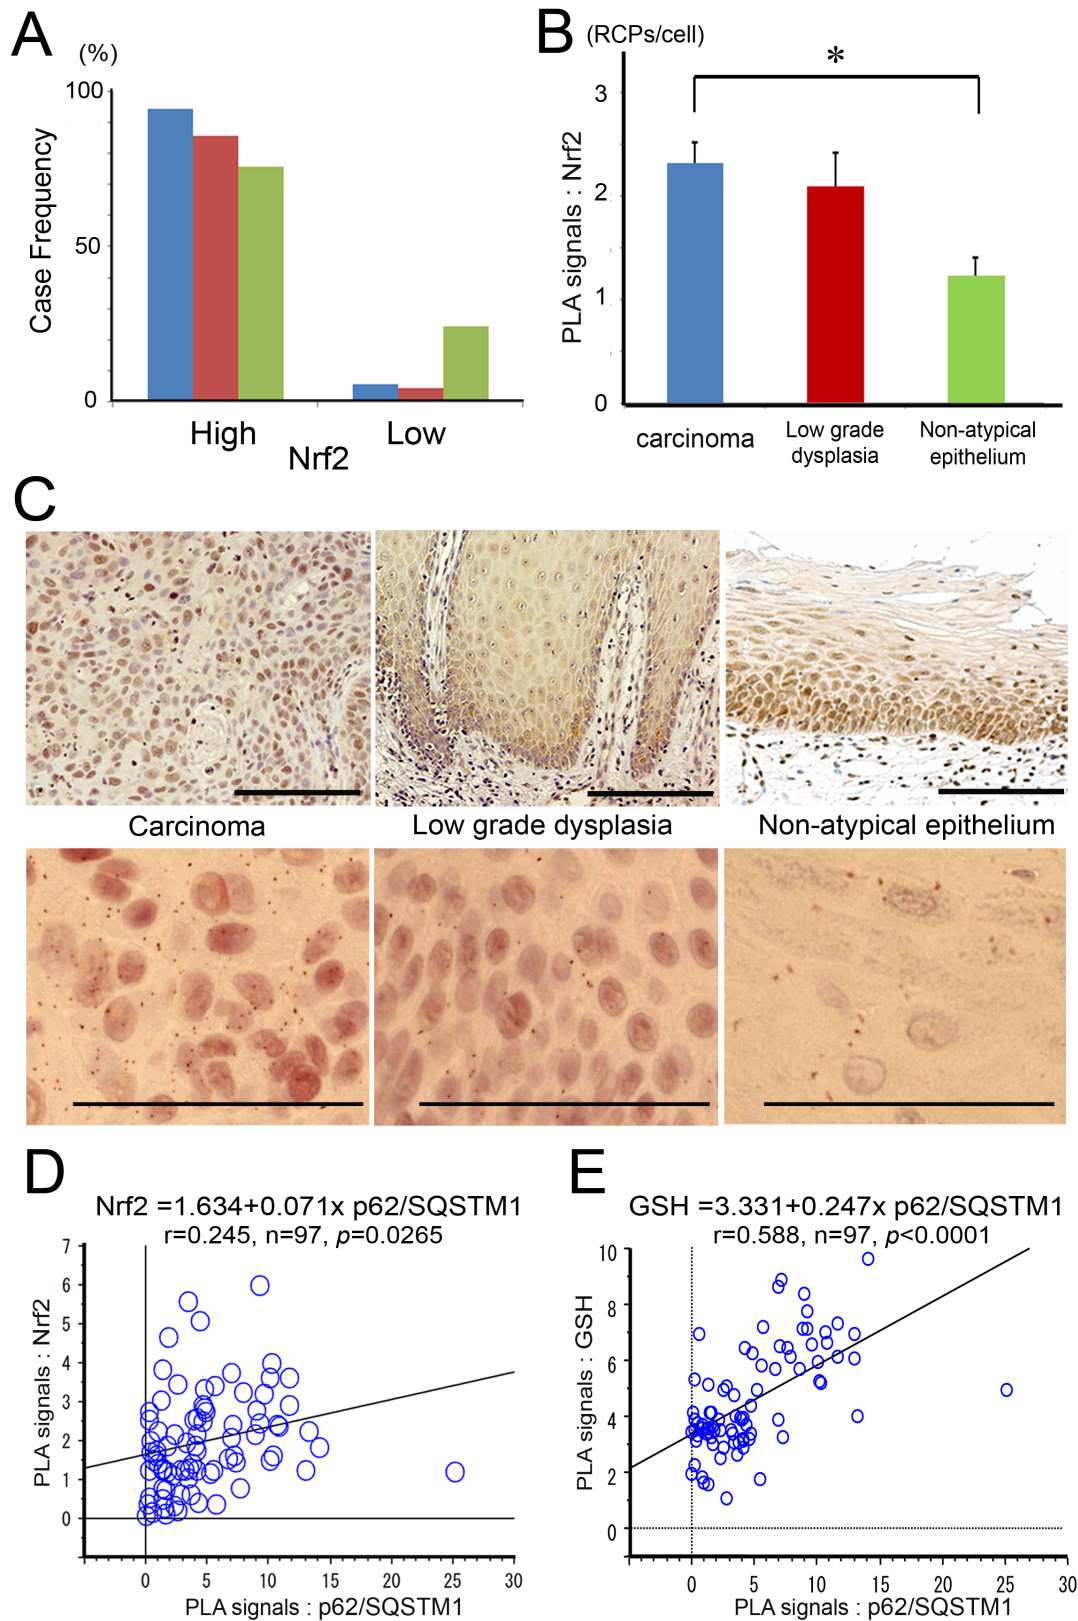 A
(%)
100
50
0
Case Frequency
High
Low
Nrf2
B
(RCPs/cell)
*
3
2
1
0
PLA signals : Nrf2
carcinoma
Low grade
dysplasia
Non-atypical
epithelium
C
Carcinoma
Low grade dysplasia
Non-atypical epithelium
D
Nrf2 =1.634+0.071x p62/SQSTM1
r=0.245, n=97, p=0.0265
7
6
5
4
3
2
1
0
PLA signals : Nrf2
0 5 10 15 20 25 30
PLA signals : p62/SQSTM1
E
GSH =3.331+0.247x p62/SQSTM1
r=0.588, n=97, p<0.0001
10
8
6
4
2
0
PLA signals : GSH
0 5 10 15 20 25 30
PLA signals : p62/SQSTM1